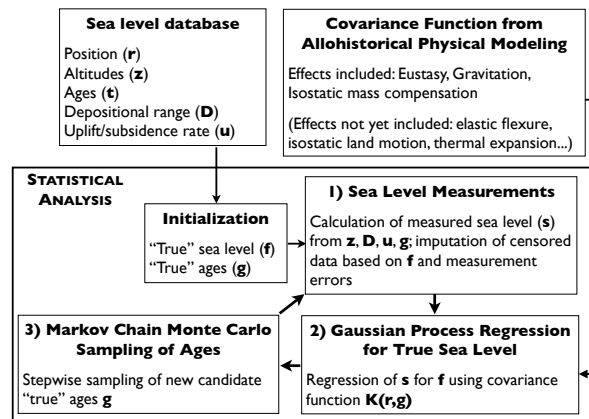 Sea level database
Position (r)
Altitudes (z)
Ages (t)
Depositional range (D)
Uplift/subsidence rate (u)
Covariance Function from
Allohistorical Physical Modeling
Effects included: Eustasy, Gravitation,
Isostatic mass compensation
(Effects not yet included: elastic flexure,
isostatic land motion, thermal expansion...)
STATISTICAL
ANALYSIS
Initialization
“True” sea level (f)
“True” ages (g)
1) Sea Level Measurements
Calculation of measured sea level (s)
from z, D, u, g; imputation of censored
data based on f and measurement
errors
3) Markov Chain Monte Carlo
Sampling of Ages
Stepwise sampling of new candidate
“true” ages g
2) Gaussian Process Regression
for True Sea Level
Regression of s for f using covariance
function K(r,g)